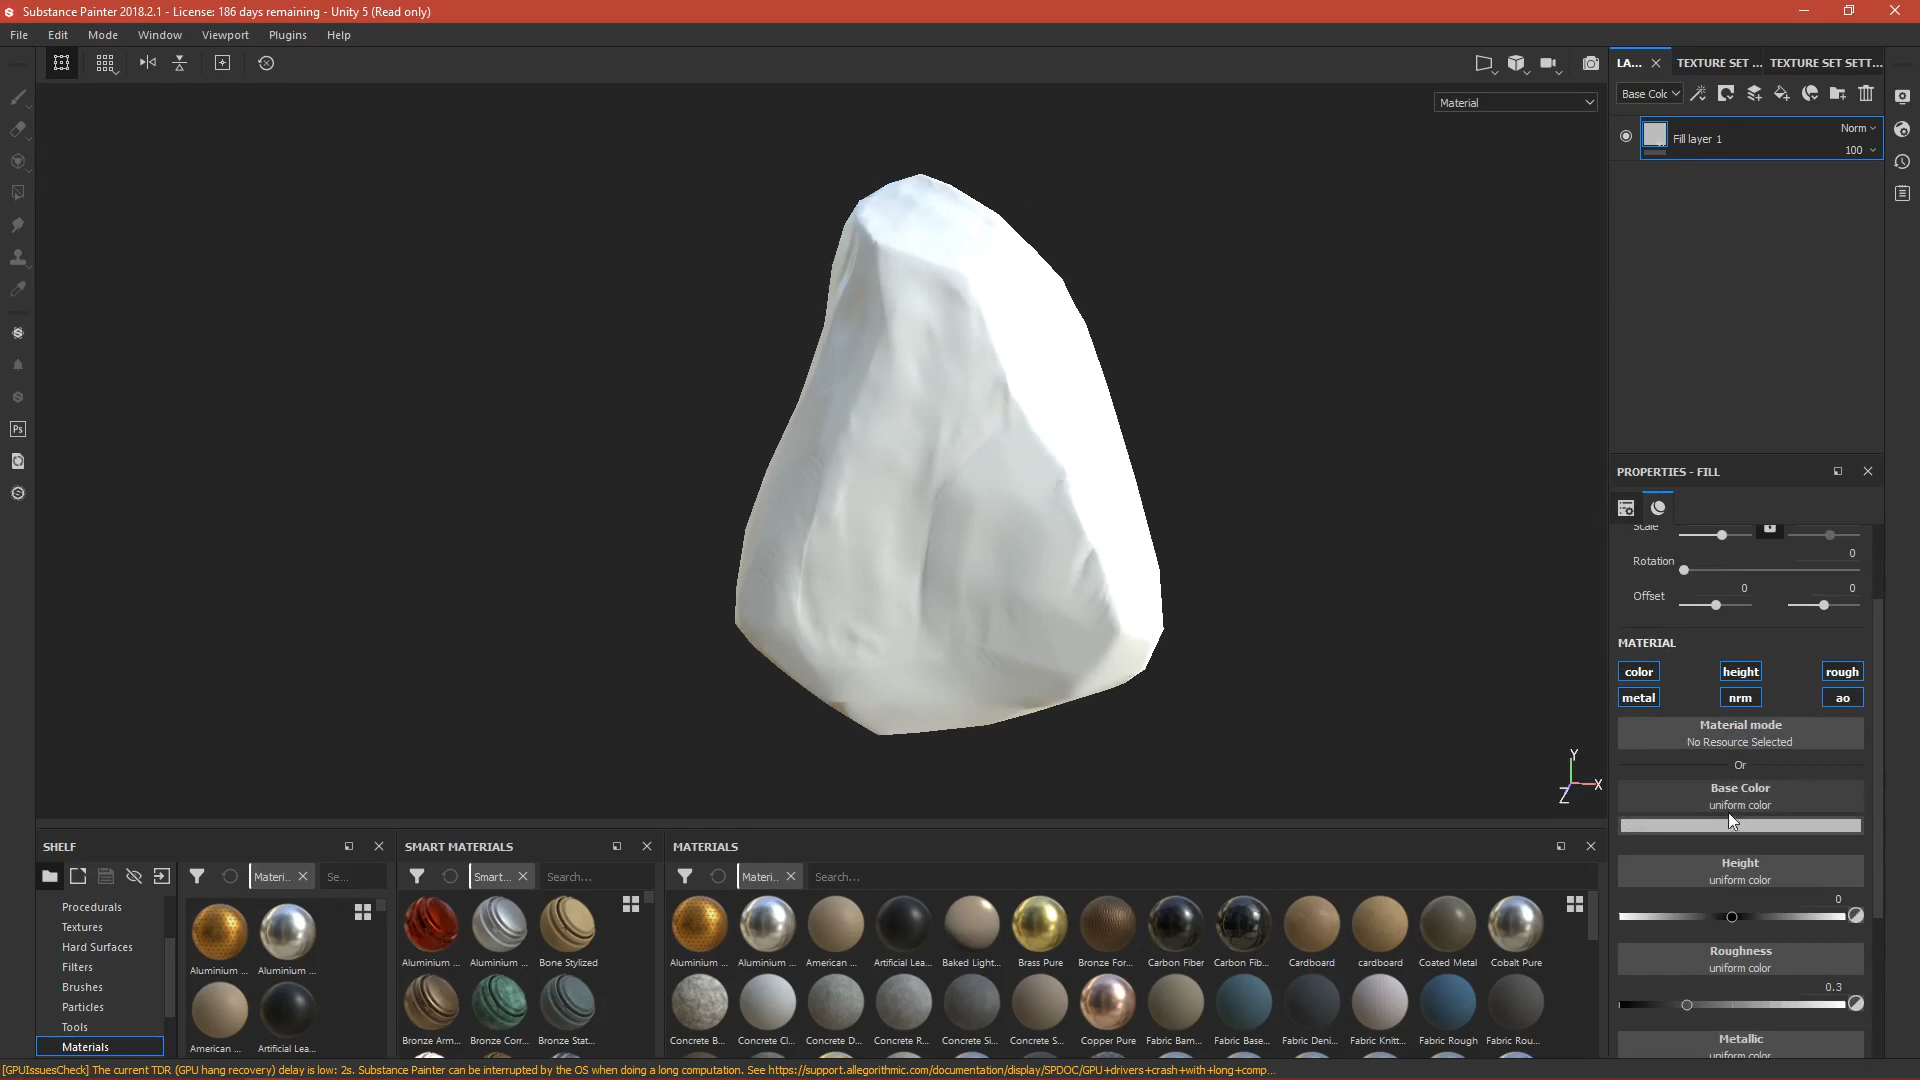 Substance Painter 2018.2.1 - License: 186 days remaining - Unity 5 (Read only)
File Edit Mode Window Viewport Plugins Help
LA... TEXTURE SET ... TEXTURE SET SETT...
Material
Base Colc
Fill layer 1
Norm
100
PROPERTIES - FILL
Scale
Rotation 0
Offset 0 0
MATERIAL
color height rough
metal nrm ao
Material mode
No Resource Selected
Or
Base Color
uniform color
Height
uniform color
0
Roughness
uniform color
0.3
Metallic
uniform color
Ps
Y
X
Z
SHELF
Materi..
Se...
Procedurals
Textures
Hard Surfaces
Filters
Brushes
Particles
Tools
Materials
Aluminium ... Aluminium ...
American ... Artificial Lea...
SMART MATERIALS
Smart...
Search...
Aluminium ... Aluminium ... Bone Stylized
Bronze Arm... Bronze Corr... Bronze Stat...
MATERIALS
Materi..
Search...
Aluminium ... Aluminium ... American ... Artificial Lea... Baked Light... Brass Pure Bronze For... Carbon Fiber Carbon Fib... Cardboard cardboard Coated Metal Cobalt Pure
Concrete B... Concrete Cl... Concrete D... Concrete R... Concrete Si... Concrete S... Copper Pure Fabric Bam... Fabric Base... Fabric Deni... Fabric Knitt... Fabric Rough Fabric Rou...
[GPUIssuesCheck] The current TDR (GPU hang recovery) delay is low: 2s. Substance Painter can be interrupted by the OS when doing a long computation. See https://support.allegorithmic.com/documentation/display/SPDOC/GPU+drivers+crash+with+long+comp...